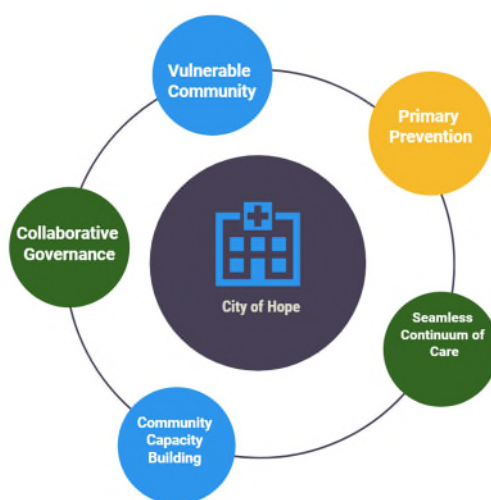 Vulnerable
Community
Primary
Prevention
Collaborative
Governance
City of Hope
Seamless
Continuum of
Care
Community
Capacity
Building